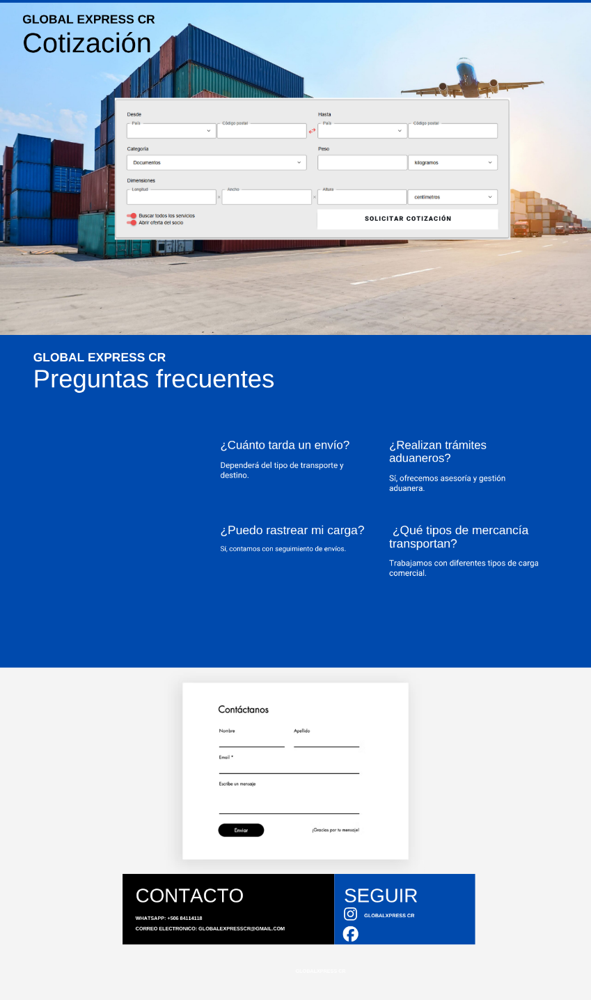 GLOBAL EXPRESS CR
Cotización
Desde
Hasta
País
Código postal
País
Código postal
Categoría
Peso
Documentos
kilogramos
Dimensiones
Longitud
×
Ancho
×
Altura
centímetros
Buscar todos los servicios
Abrir oferta del socio
SOLICITAR COTIZACIÓN
GLOBAL EXPRESS CR
Preguntas frecuentes
¿Cuánto tarda un envío?
Dependerá del tipo de transporte y
destino.
¿Realizan trámites
aduaneros?
Sí, ofrecemos asesoría y gestión
aduanera.
¿Puedo rastrear mi carga?
Sí, contamos con seguimiento de envíos.
¿Qué tipos de mercancía
transportan?
Trabajamos con diferentes tipos de carga
comercial.
Contáctanos
Nombre
Apellido
Email *
Escribe un mensaje
Enviar
¡Gracias por tu mensaje!
CONTACTO
WHATSAPP: +506 84114118
CORREO ELECTRONICO: GLOBALEXPRESSCR@GMAIL.COM
SEGUIR
GLOBALXPRESS CR
GLOBALXPRESS CR